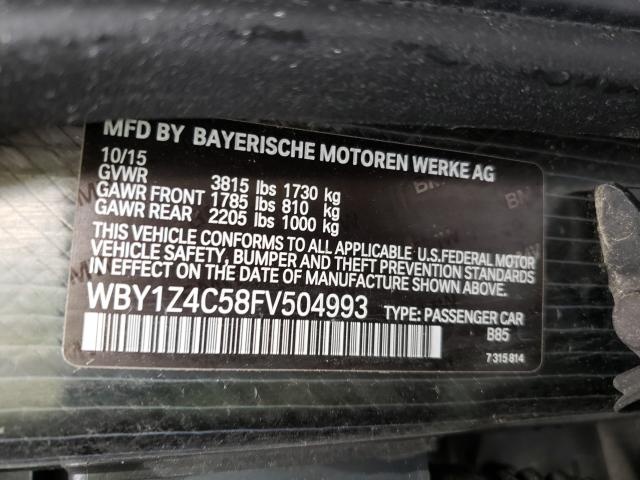 MFD BY BAYERISCHE MOTOREN WERKE AG
10/15
GVWR 3815 lbs 1730 kg
GAWR FRONT 1785 lbs 810 kg
GAWR REAR 2205 lbs 1000 kg
THIS VEHICLE CONFORMS TO ALL APPLICABLE U.S.FEDERAL MOTOR
VEHICLE SAFETY, BUMPER AND THEFT PREVENTION STANDARDS
IN EFFECT ON THE DATE OF MANUFACTURE SHOWN ABOVE.
WBY1Z4C58FV504993 TYPE: PASSENGER CAR
B85
7 315 814